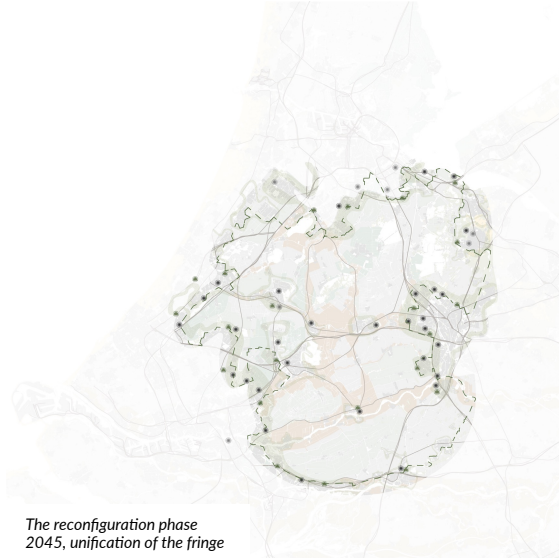 The reconfiguration phase
2045, unification of the fringe